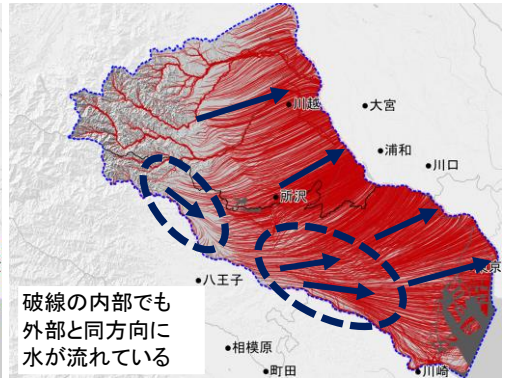 川越
大宮
浦和
川口
所沢
東京
八王子
破線の内部でも
外部と同方向に
水が流れている
相模原
町田
川崎